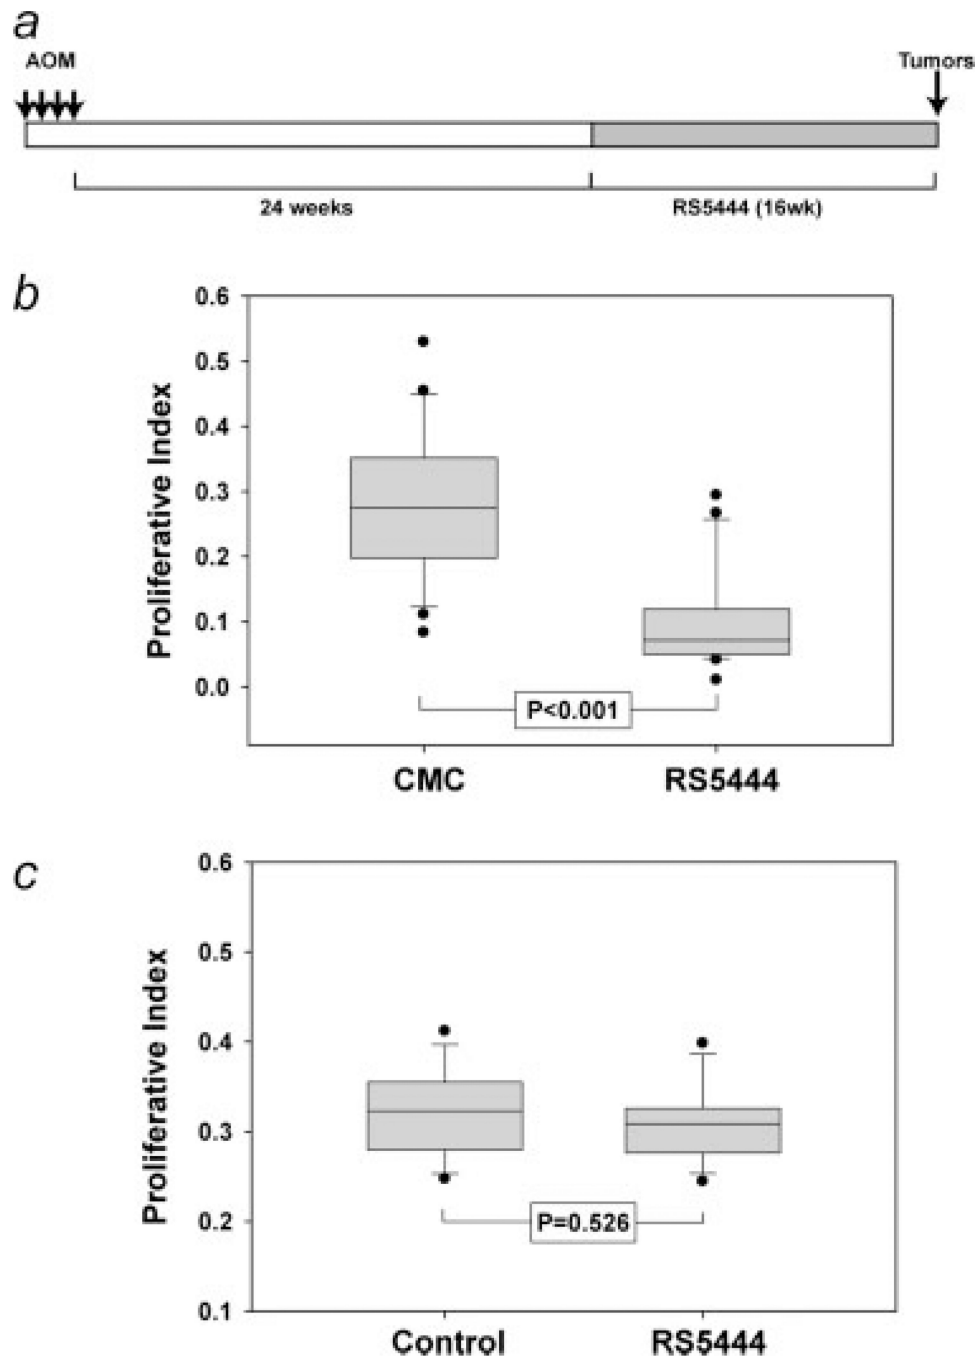 a
AOM
Tumors
24 weeks
RS5444 (16wk)
b
0.6
0.5
0.4
0.3
0.2
0.1
0.0
Proliferative Index
P<0.001
CMC
RS5444
c
0.6
0.5
0.4
0.3
0.2
0.1
Proliferative Index
P=0.526
Control
RS5444